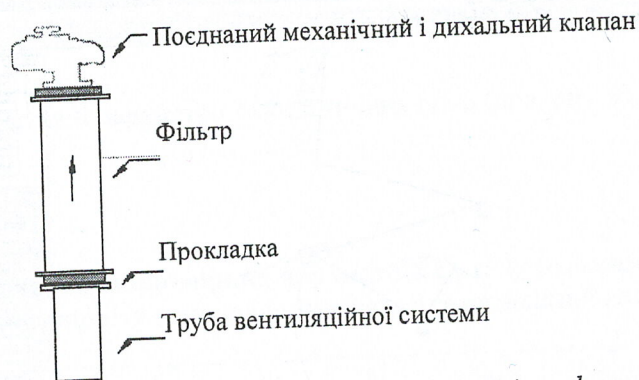 Поєднаний механічний і дихальний клапан
Фільтр
Прокладка
Труба вентиляційної системи